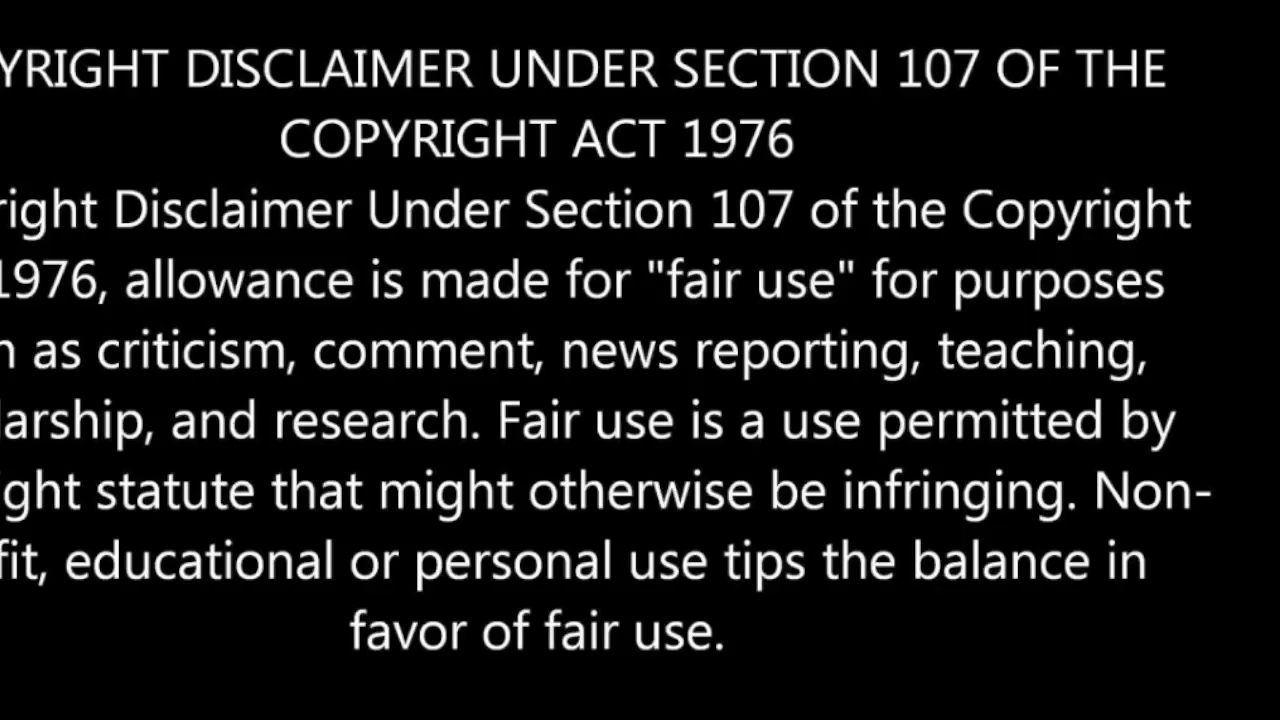 YRIGHT DISCLAIMER UNDER SECTION 107 OF THE
COPYRIGHT ACT 1976
right Disclaimer Under Section 107 of the Copyright
1976, allowance is made for "fair use" for purposes
h as criticism, comment, news reporting, teaching,
larship, and research. Fair use is a use permitted by
ght statute that might otherwise be infringing. Non-
fit, educational or personal use tips the balance in
favor of fair use.